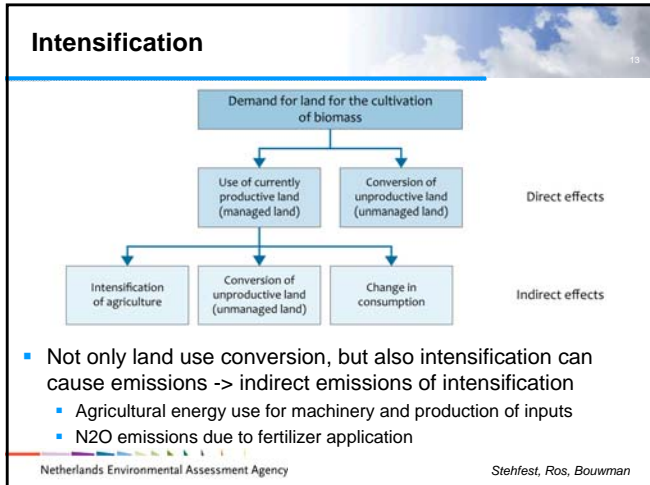 Intensification
13
Demand for land for the cultivation
of biomass
Use of currently
productive land
(managed land)
Conversion of
unproductive land
(unmanaged land)
Direct effects
Intensification
of agriculture
Conversion of
unproductive land
(unmanaged land)
Change in
consumption
Indirect effects
Not only land use conversion, but also intensification can
cause emissions -> indirect emissions of intensification
Agricultural energy use for machinery and production of inputs
N2O emissions due to fertilizer application
Netherlands Environmental Assessment Agency
Stehfest, Ros, Bouwman